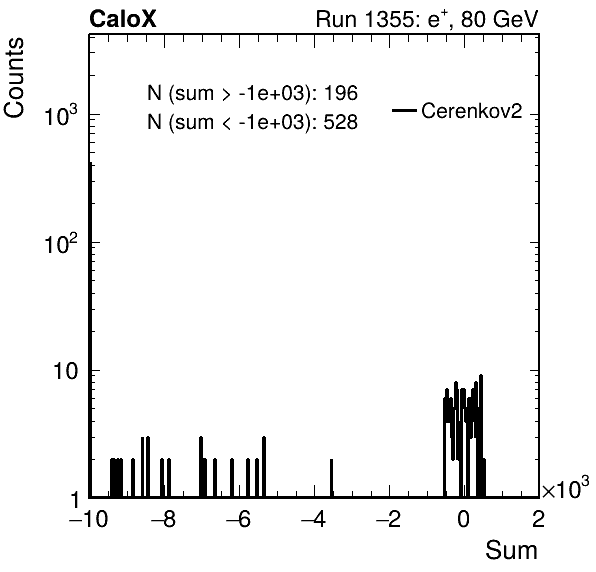 CaloX Run 1355: e⁺, 80 GeV
Counts
N (sum > -1e+03): 196
N (sum < -1e+03): 528
Cerenkov2
10³
10²
10
1
−10 −8 −6 −4 −2 0 2
×10³
Sum